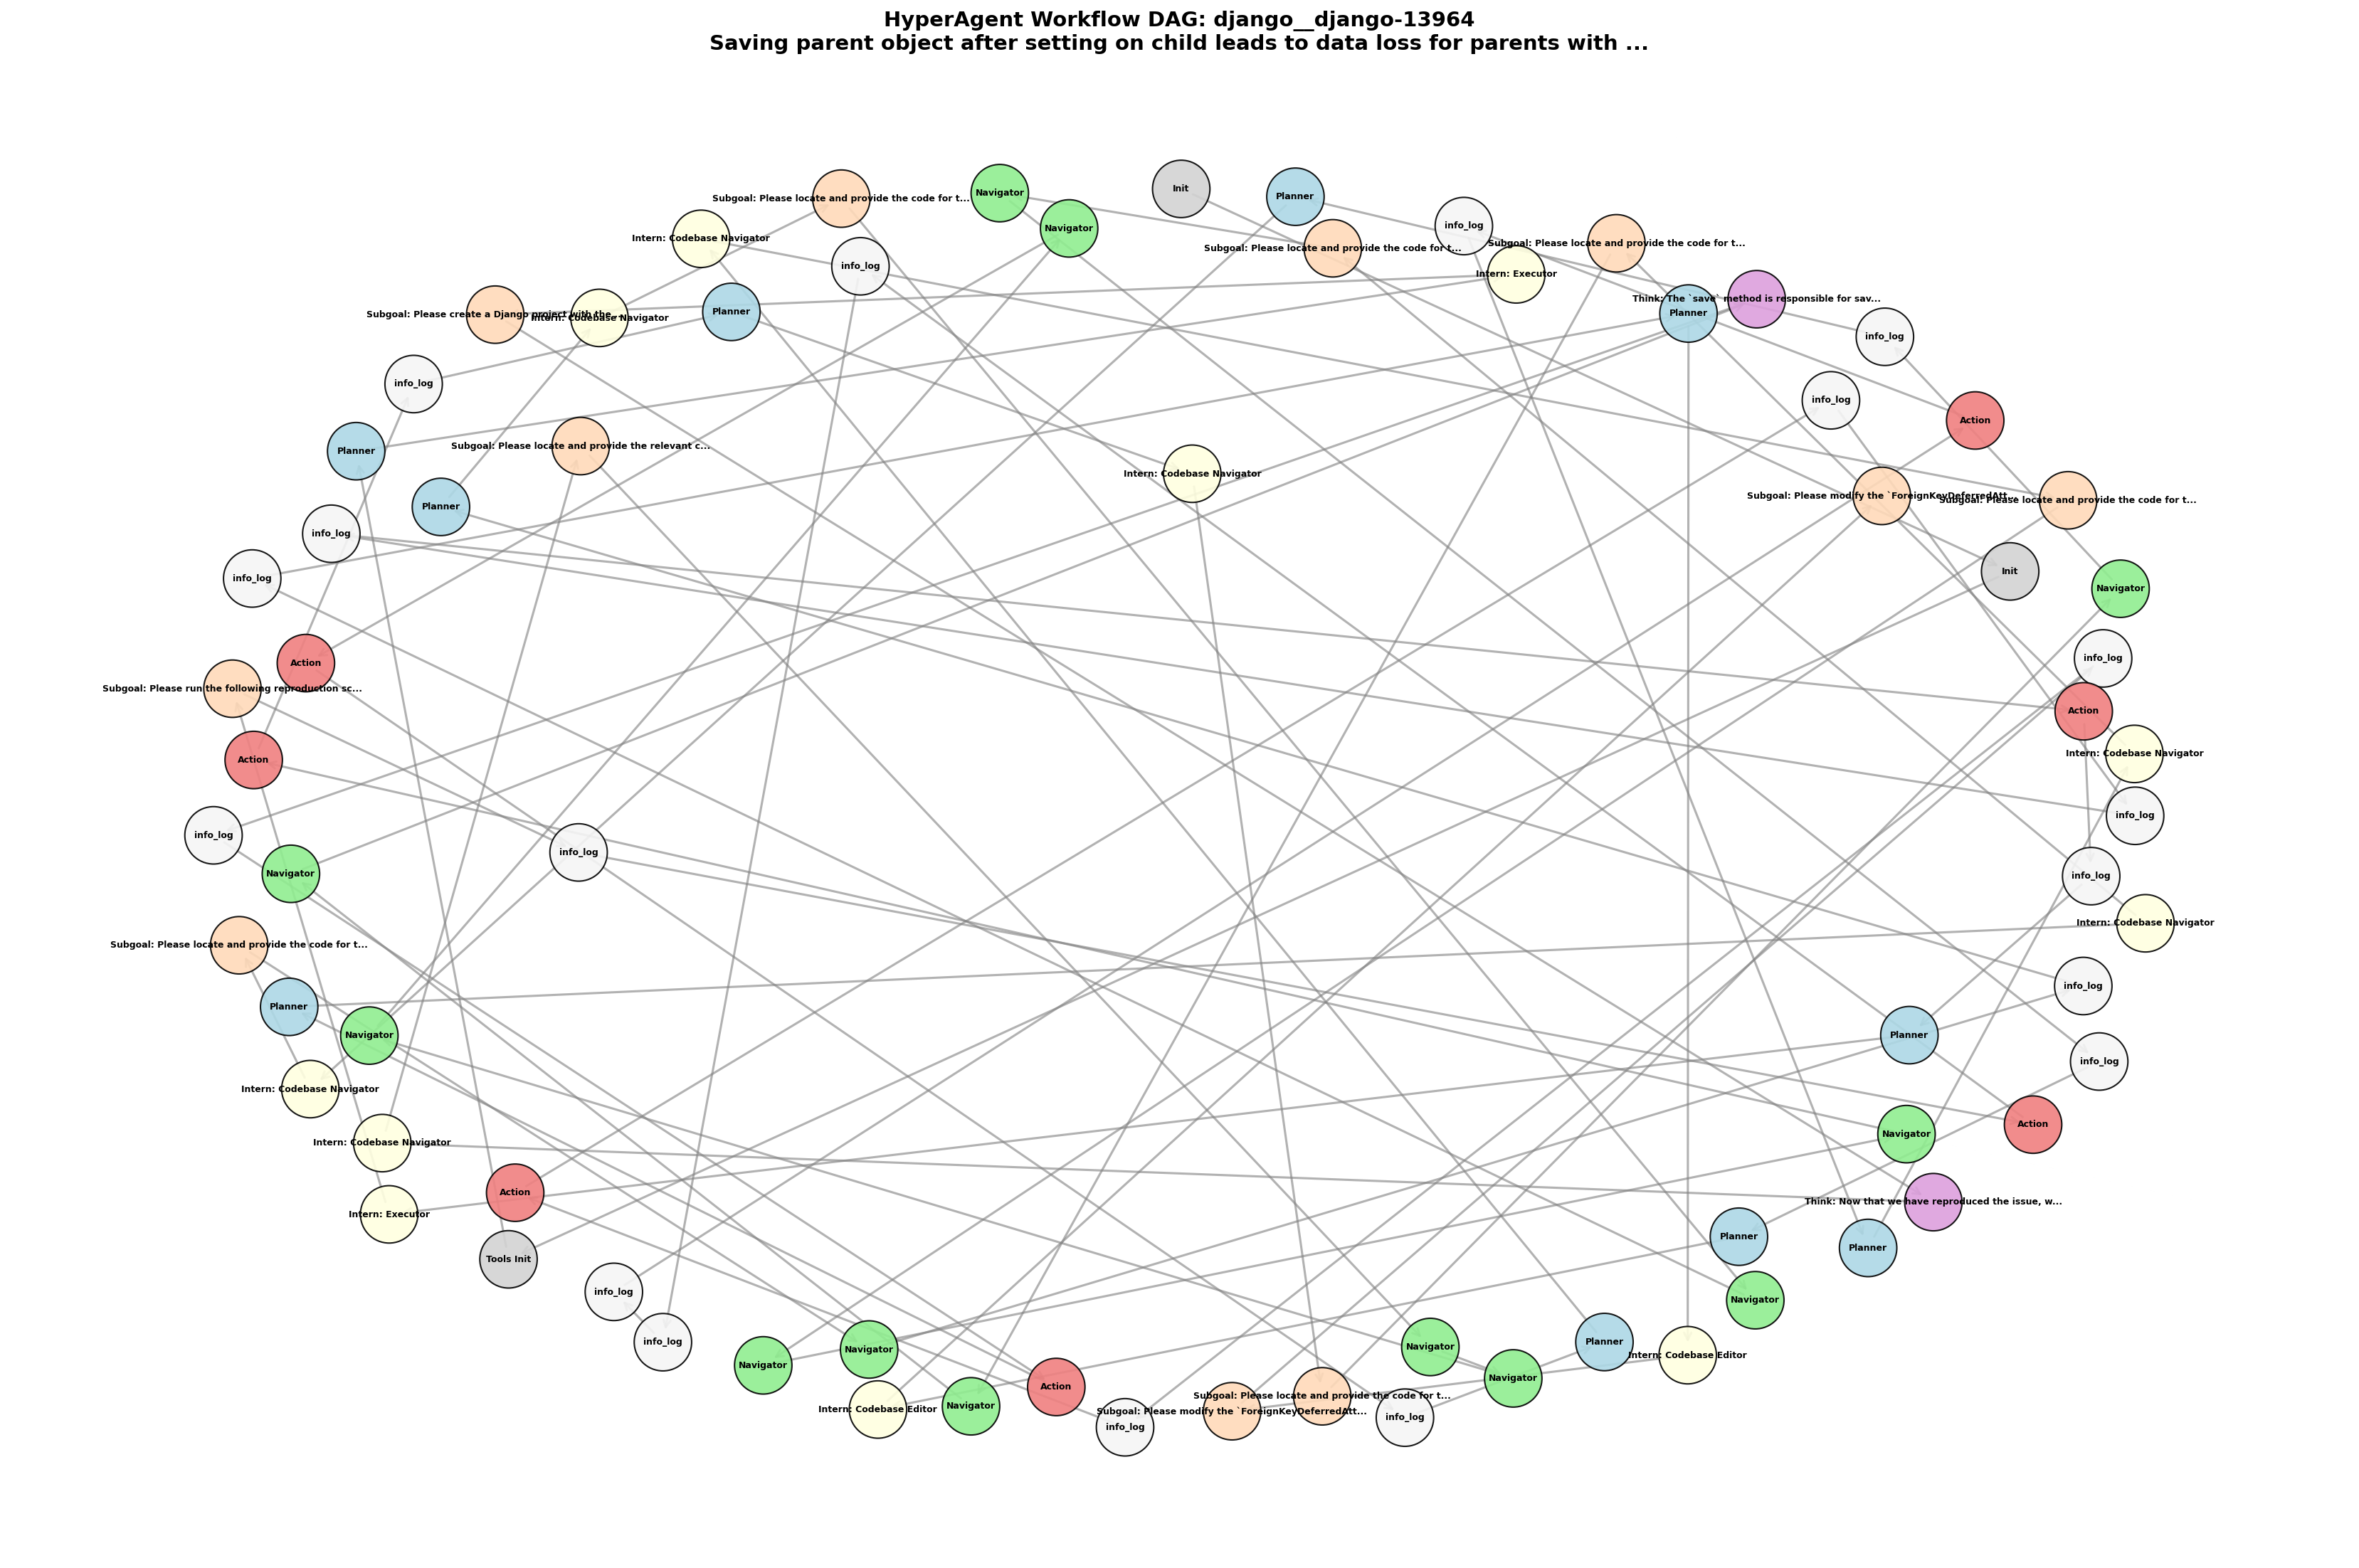 HyperAgent Workflow DAG: django__django-13964
Saving parent object after setting on child leads to data loss for parents with ...
Init
Navigator
Planner
Subgoal: Please locate and provide the code for t...
Navigator
info_log
Intern: Codebase Navigator
Subgoal: Please locate and provide the code for t...
Subgoal: Please locate and provide the code for t...
info_log
Intern: Executor
Think: The `save` method is responsible for sav...
Planner
Planner
Subgoal: Please create a Django project with the...
Intern: Codebase Navigator
info_log
info_log
info_log
Action
Subgoal: Please locate and provide the relevant c...
Planner
Intern: Codebase Navigator
Subgoal: Please modify the `ForeignKeyDeferredAtt...
Subgoal: Please locate and provide the code for t...
Planner
info_log
Init
info_log
Navigator
info_log
Action
Subgoal: Please run the following reproduction sc...
Action
Intern: Codebase Navigator
Action
info_log
info_log
info_log
Navigator
info_log
Intern: Codebase Navigator
Subgoal: Please locate and provide the code for t...
info_log
Planner
Navigator
Planner
info_log
Intern: Codebase Navigator
Action
Navigator
Intern: Codebase Navigator
Action
Think: Now that we have reproduced the issue, w...
Intern: Executor
Planner
Planner
Tools Init
info_log
Navigator
info_log
Planner
Navigator
Navigator
Intern: Codebase Editor
Navigator
Navigator
Action
Subgoal: Please locate and provide the code for t...
Navigator
Intern: Codebase Editor
Subgoal: Please modify the `ForeignKeyDeferredAtt...
info_log
info_log